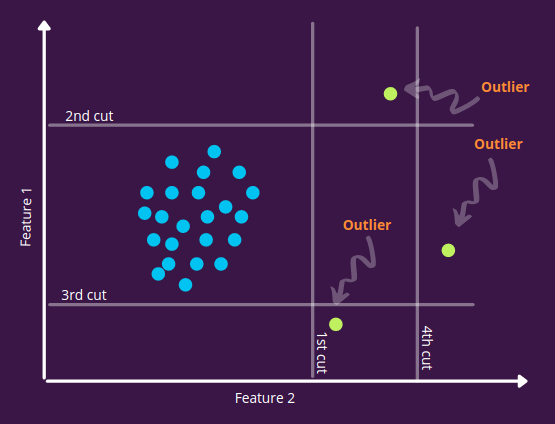 Outlier
2nd cut
Outlier
Feature 1
Outlier
3rd cut
1st cut
4th cut
Feature 2